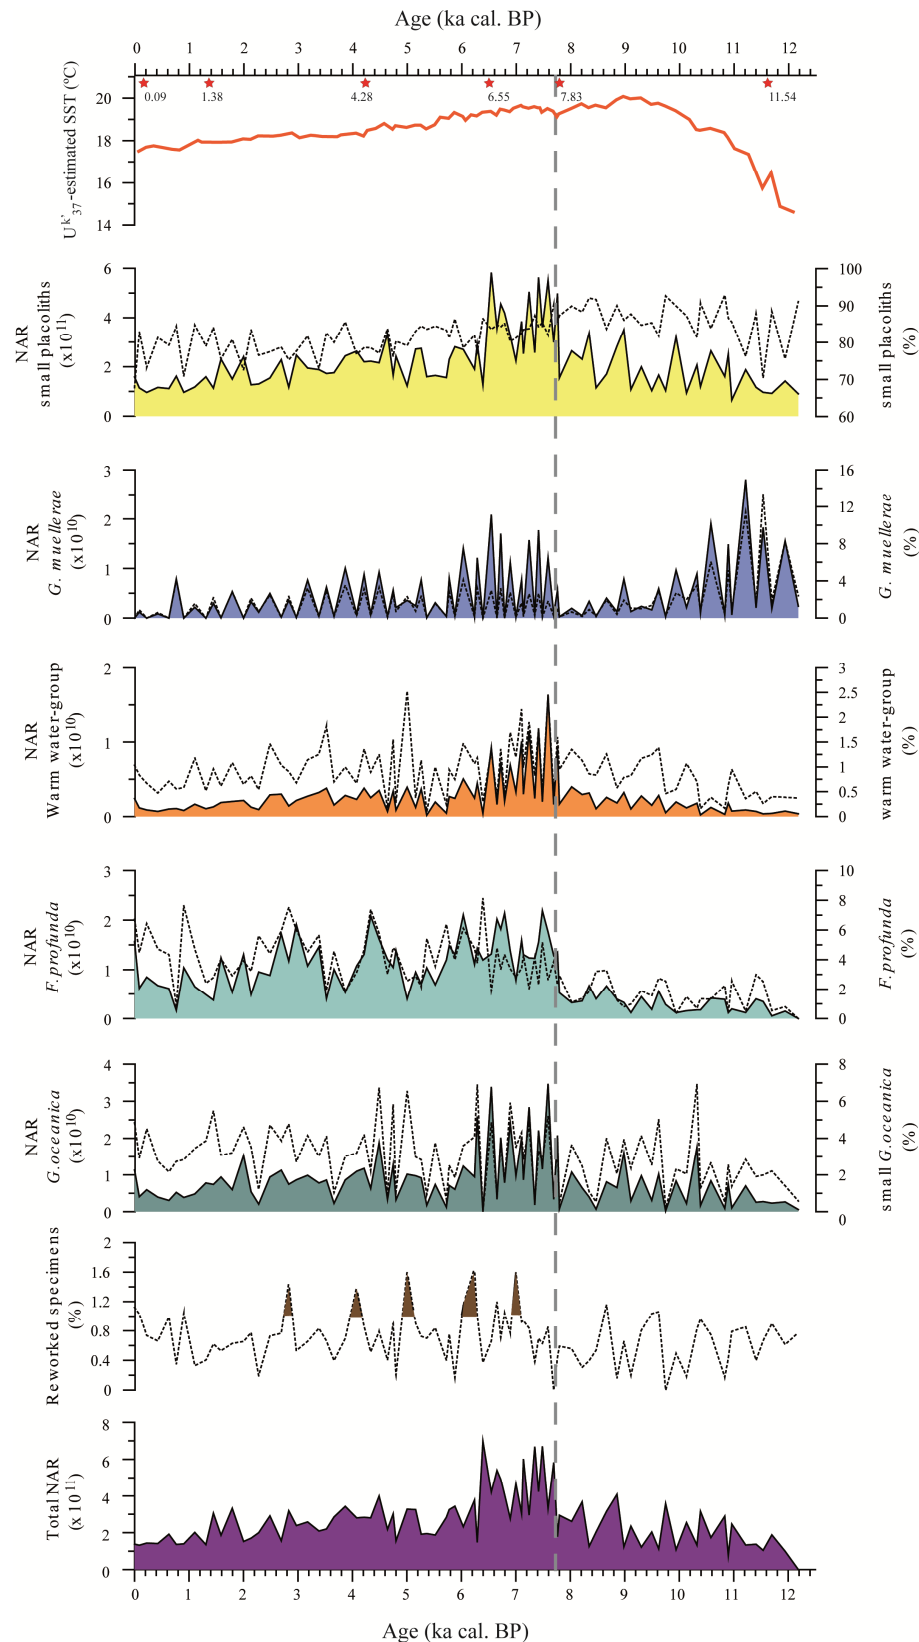 Age (ka cal. BP)
0 1 2 3 4 5 6 7 8 9 10 11 12
0.09 1.38 4.28 6.55 7.83 11.54
U^k'_37-estimated SST (ºC)
20
18
16
14
NAR
small placoliths
(x10^11)
6
4
2
0
100
90
80
70
60
small placoliths
(%)
NAR
G. muellerae
(x10^10)
3
2
1
0
16
12
8
4
0
G. muellerae
(%)
NAR
Warm water-group
(x10^10)
2
1
0
3
2.5
2
1.5
1
0.5
0
warm water-group
(%)
NAR
F.profunda
(x10^10)
3
2
1
0
10
8
6
4
2
0
F.profunda
(%)
NAR
G.oceanica
(x10^10)
4
3
2
1
0
8
6
4
2
0
small G.oceanica
(%)
Reworked specimens
(%)
2
1.6
1.2
0.8
0.4
0
Total NAR
(x 10^11)
8
6
4
2
0
0 1 2 3 4 5 6 7 8 9 10 11 12
Age (ka cal. BP)